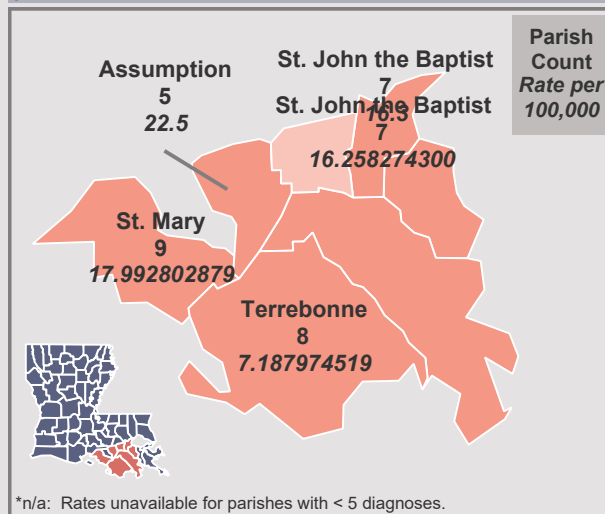 Parish
Count
Rate per
100,000
Assumption
5
22.5
St. John the Baptist
7
16.3
St. John the Baptist
7
16.258274300
St. Mary
9
17.992802879
Terrebonne
8
7.187974519
*n/a: Rates unavailable for parishes with < 5 diagnoses.